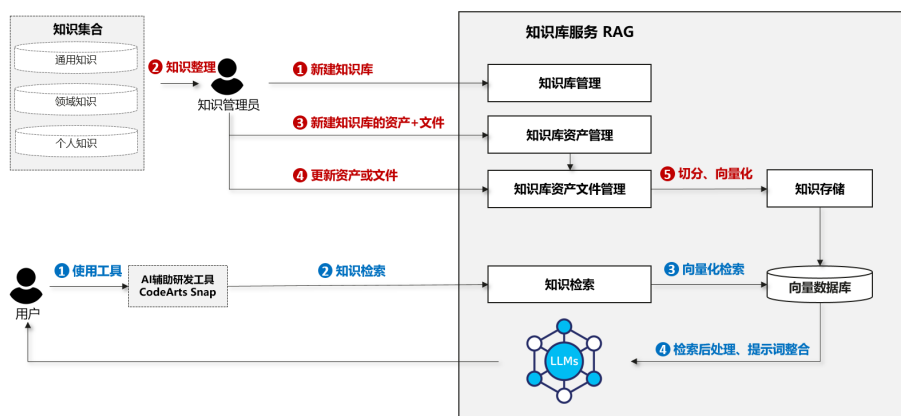 知识集合
通用知识
领域知识
个人知识
❷ 知识整理
知识管理员
❶ 新建知识库
❸ 新建知识库的资产+文件
❹ 更新资产或文件
知识库服务 RAG
知识库管理
知识库资产管理
知识库资产文件管理
❺ 切分、向量化
知识存储
用户
❶ 使用工具
AI辅助研发工具
CodeArts Snap
❷ 知识检索
知识检索
❸ 向量化检索
向量数据库
LLMs
❹ 检索后处理、提示词整合